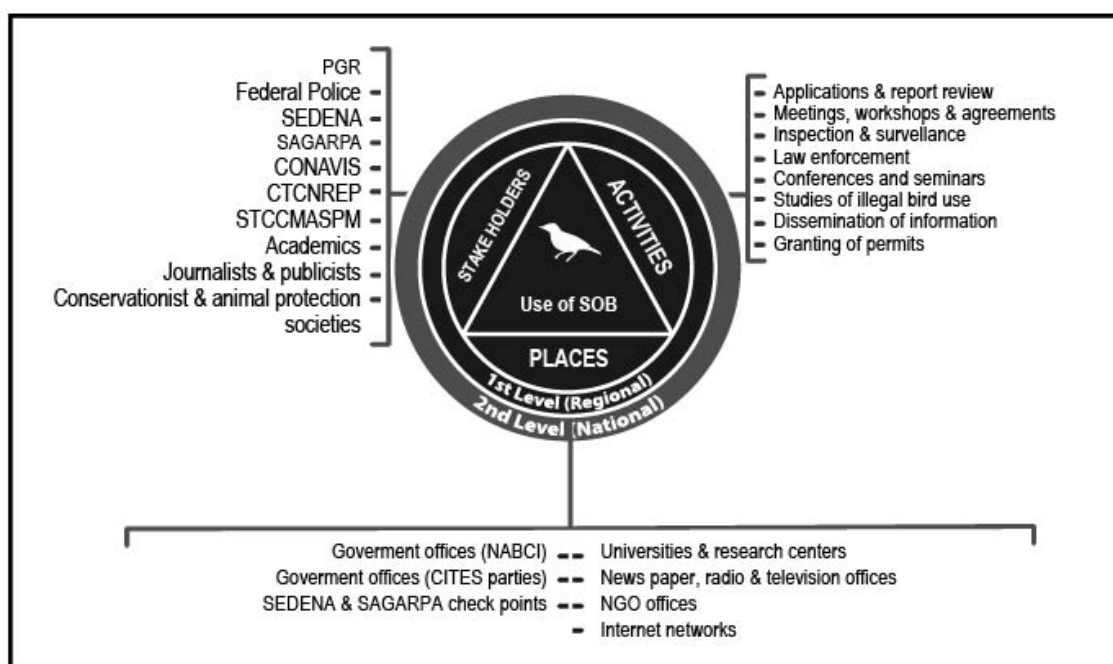 PGR
Federal Police
SEDENA
SAGARPA
CONAVIS
CTCNREP
STCCMASPM
Academics
Journalists & publicists
Conservationist & animal protection
societies
Applications & report review
Meetings, workshops & agreements
Inspection & survellance
Law enforcement
Conferences and seminars
Studies of illegal bird use
Dissemination of information
Granting of permits
STAKE HOLDERS
ACTIVITIES
Use of SOB
PLACES
1st Level (Regional)
2nd Level (National)
Goverment offices (NABCI)
Goverment offices (CITES parties)
SEDENA & SAGARPA check points
Universities & research centers
News paper, radio & television offices
NGO offices
Internet networks